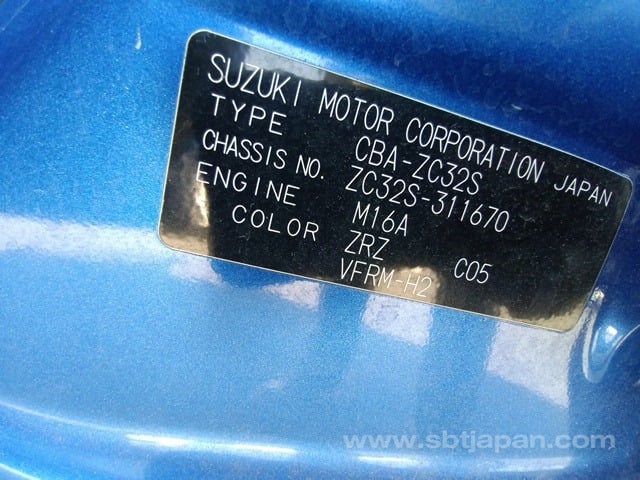 SUZUKI MOTOR CORPORATION JAPAN
TYPE CBA-ZC32S
CHASSIS NO. ZC32S-311670
ENGINE M16A
COLOR ZRZ C05
VFRM-H2
www.sbtjapan.com